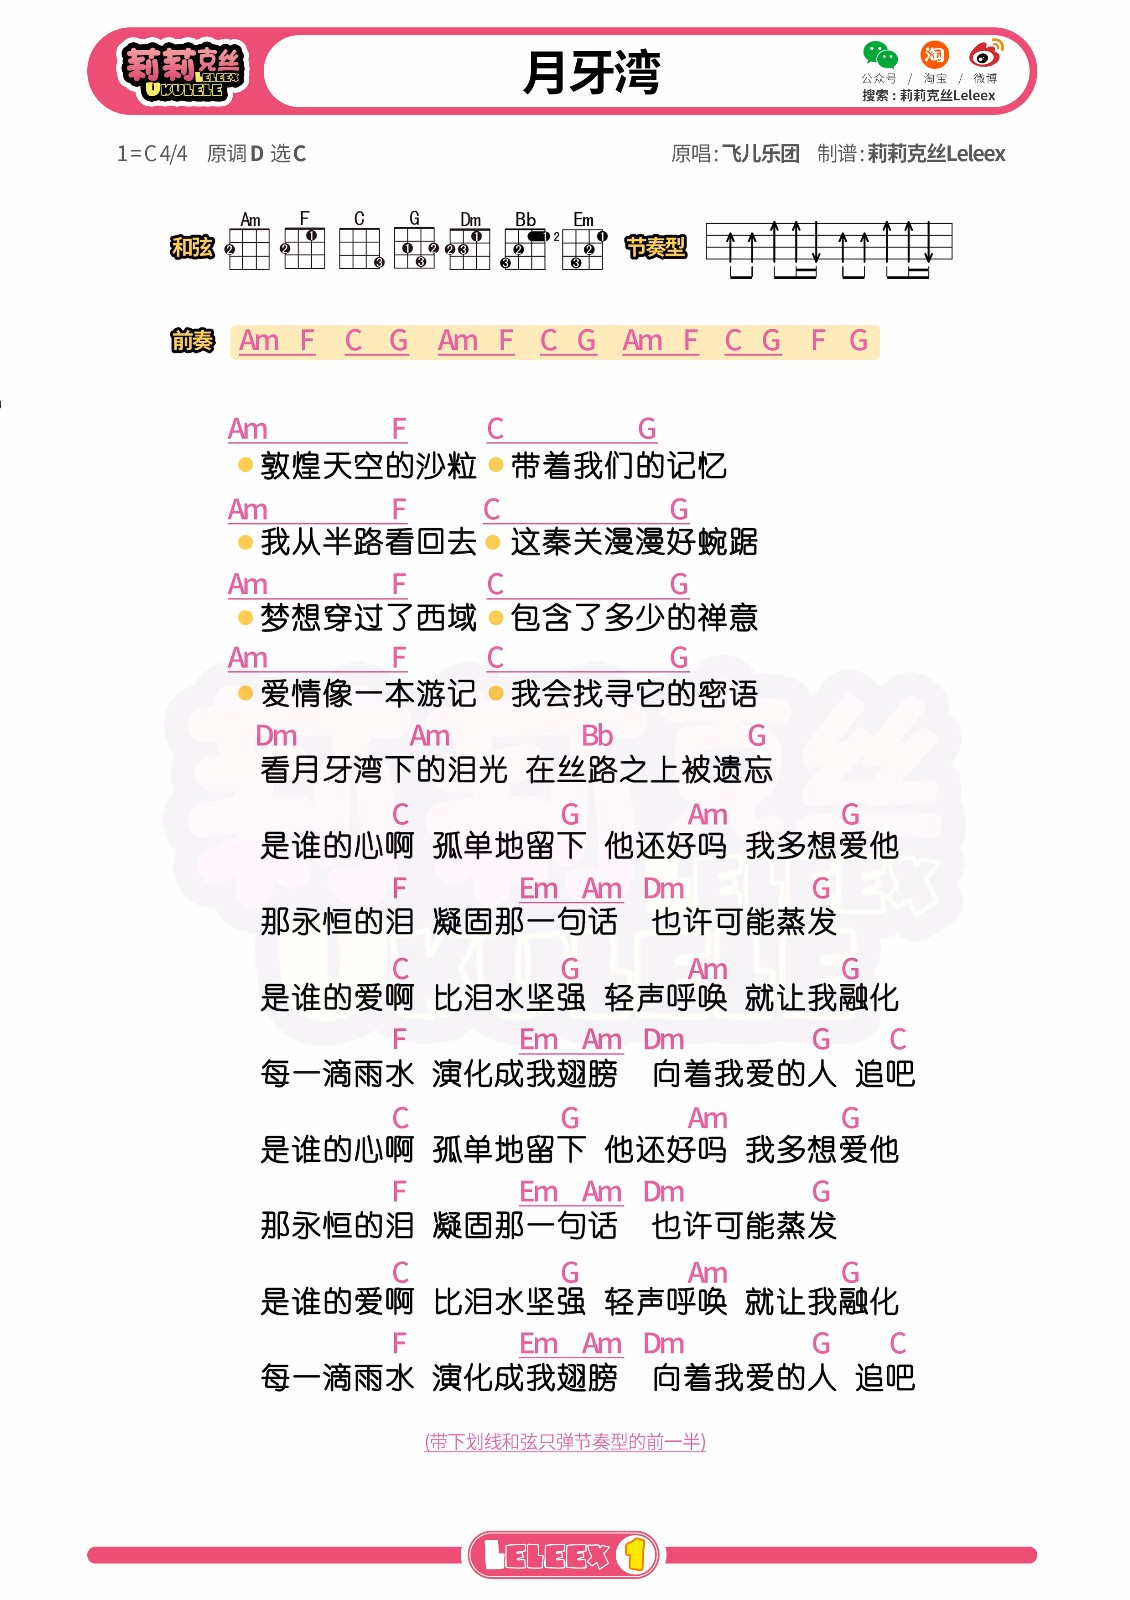 莉莉克丝
LELEEX
UKULELE
月牙湾
公众号 / 淘宝 / 微博
搜索：莉莉克丝Leleex
1=C 4/4 原调D 选C
原唱：飞儿乐团 制谱：莉莉克丝Leleex
和弦 Am F C G Dm Bb Em 节奏型
前奏 Am F C G Am F C G Am F C G F G
Am F C G
敦煌天空的沙粒 带着我们的记忆
Am F C G
我从半路看回去 这秦关漫漫好蜿踞
Am F C G
梦想穿过了西域 包含了多少的禅意
Am F C G
爱情像一本游记 我会找寻它的密语
Dm Am Bb G
看月牙湾下的泪光 在丝路之上被遗忘
C G Am G
是谁的心啊 孤单地留下 他还好吗 我多想爱他
F Em Am Dm G
那永恒的泪 凝固那一句话 也许可能蒸发
C G Am G
是谁的爱啊 比泪水坚强 轻声呼唤 就让我融化
F Em Am Dm G C
每一滴雨水 演化成我翅膀 向着我爱的人 追吧
C G Am G
是谁的心啊 孤单地留下 他还好吗 我多想爱他
F Em Am Dm G
那永恒的泪 凝固那一句话 也许可能蒸发
C G Am G
是谁的爱啊 比泪水坚强 轻声呼唤 就让我融化
F Em Am Dm G C
每一滴雨水 演化成我翅膀 向着我爱的人 追吧
(带下划线和弦只弹节奏型的前一半)
LELEEX 1